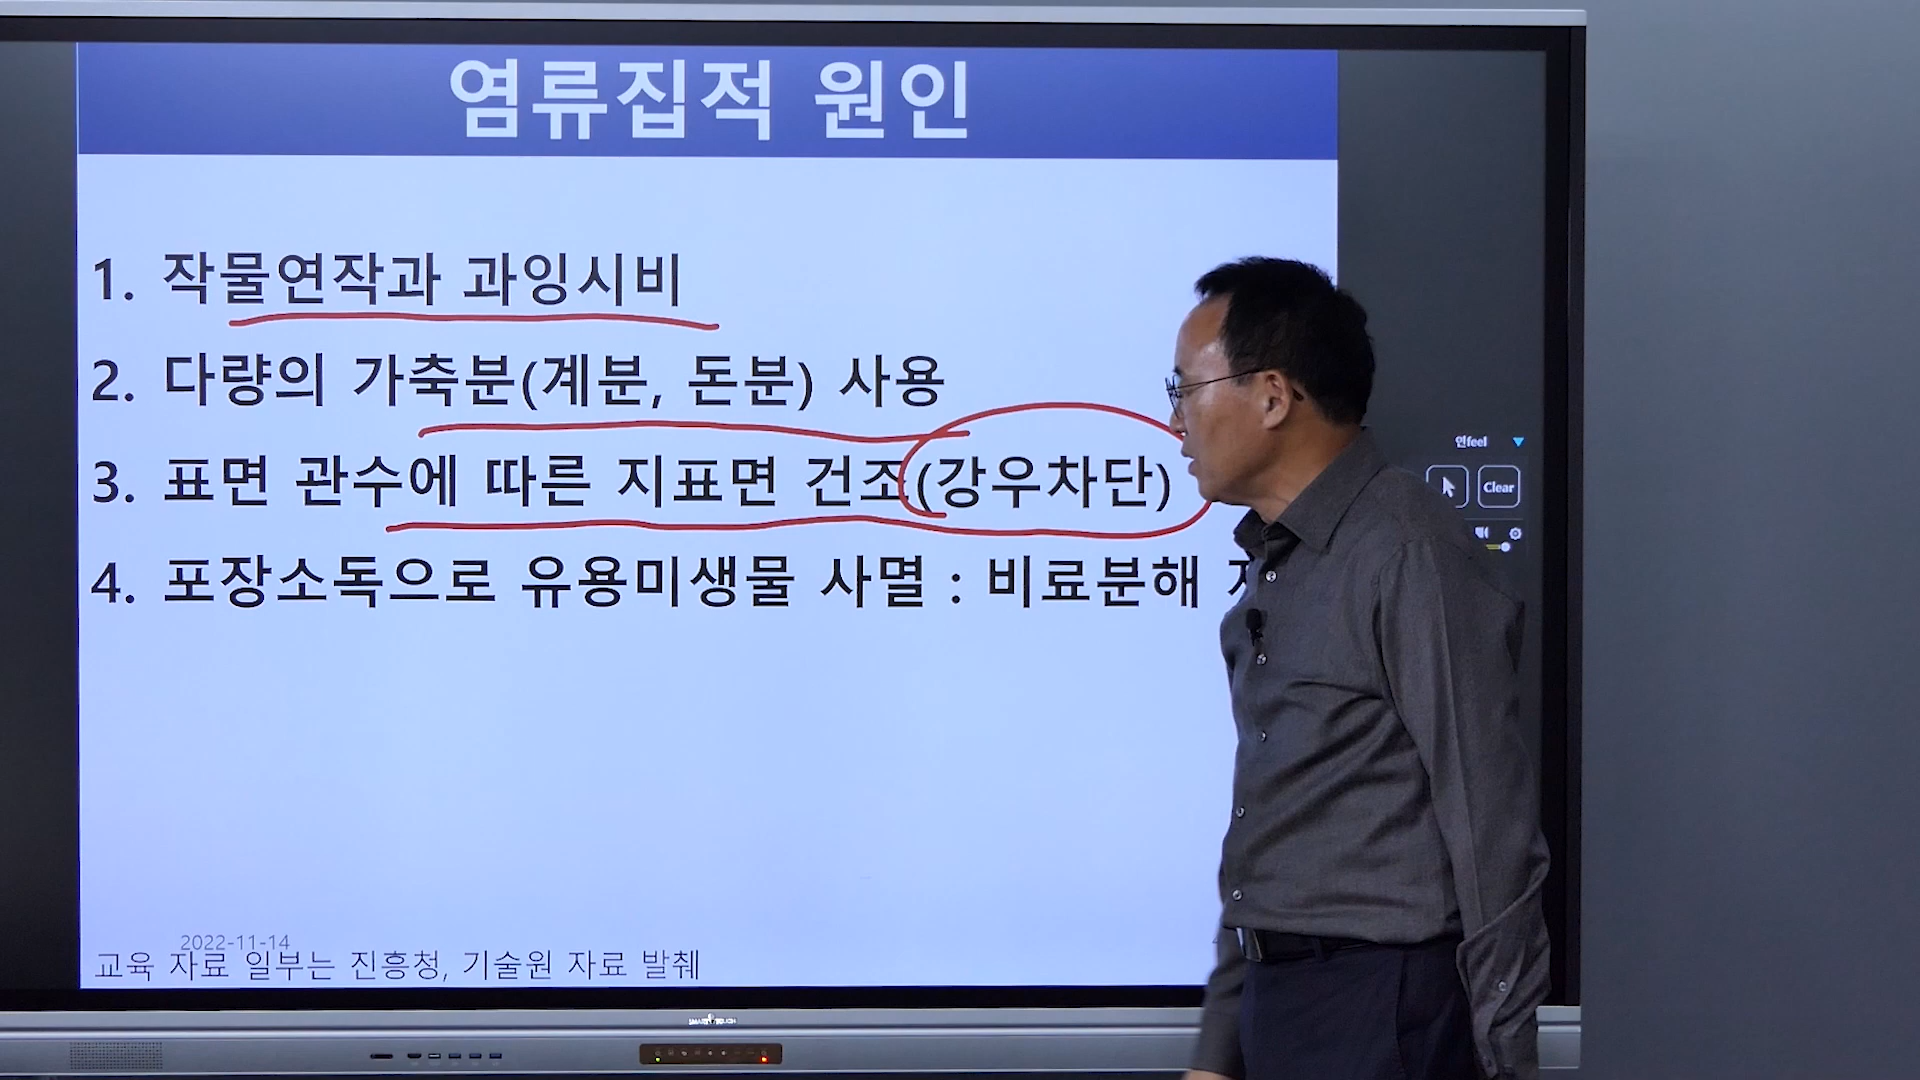 염류집적 원인
1. 작물연작과 과잉시비
2. 다량의 가축분(계분, 돈분) 사용
3. 표면 관수에 따른 지표면 건조(강우차단)
4. 포장소독으로 유용미생물 사멸 : 비료분해
인feel
Clear
2022-11-14
교육 자료 일부는 진흥청, 기술원 자료 발췌